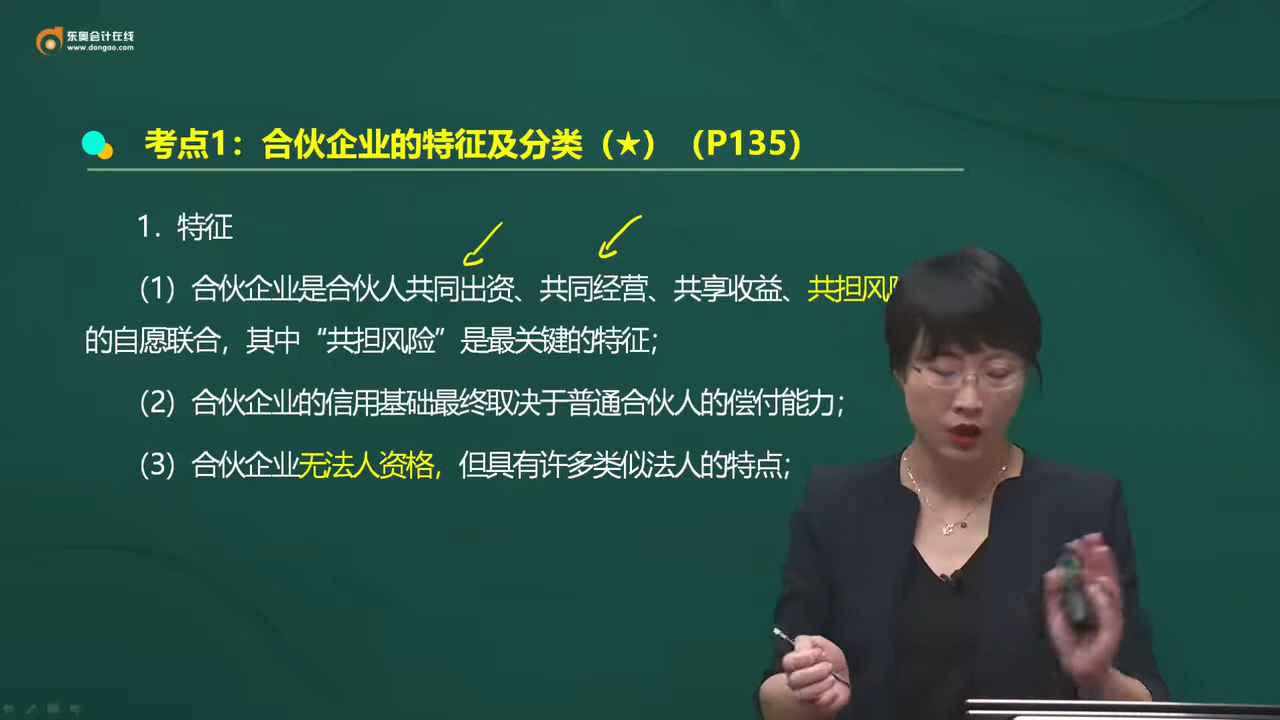 东奥会计在线
www.dongao.com
考点1：合伙企业的特征及分类（★）（P135）
1. 特征
（1）合伙企业是合伙人共同出资、共同经营、共享收益、共担风险
的自愿联合，其中“共担风险”是最关键的特征；
（2）合伙企业的信用基础最终取决于普通合伙人的偿付能力；
（3）合伙企业无法人资格，但具有许多类似法人的特点；